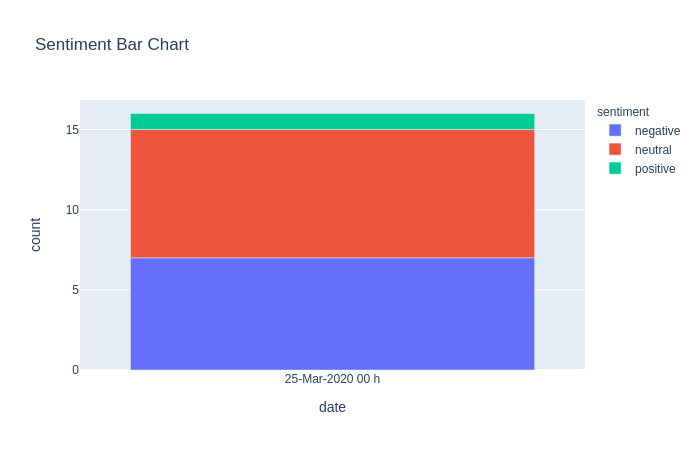 Sentiment Bar Chart
sentiment
negative
neutral
positive
15
10
5
0
count
25-Mar-2020 00 h
date